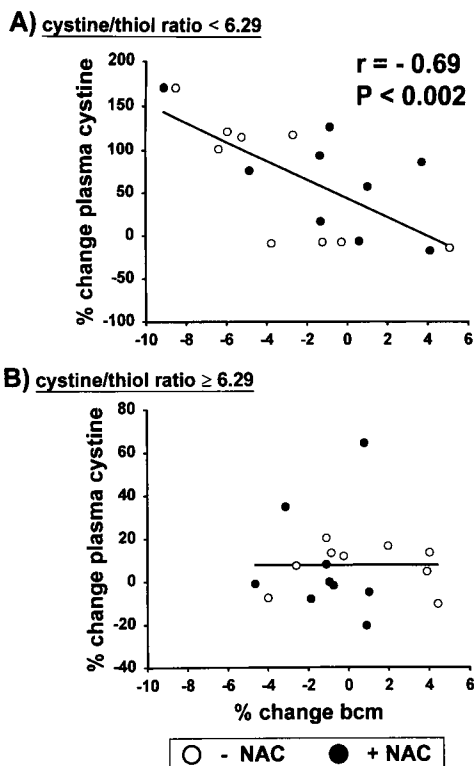 A) cystine/thiol ratio < 6.29
r = - 0.69
P < 0.002
% change plasma cystine
200
150
100
50
0
-50
-100
-10 -8 -6 -4 -2 0 2 4 6
B) cystine/thiol ratio ≥ 6.29
% change plasma cystine
80
60
40
20
0
-20
-40
-10 -8 -6 -4 -2 0 2 4 6
% change bcm
- NAC + NAC